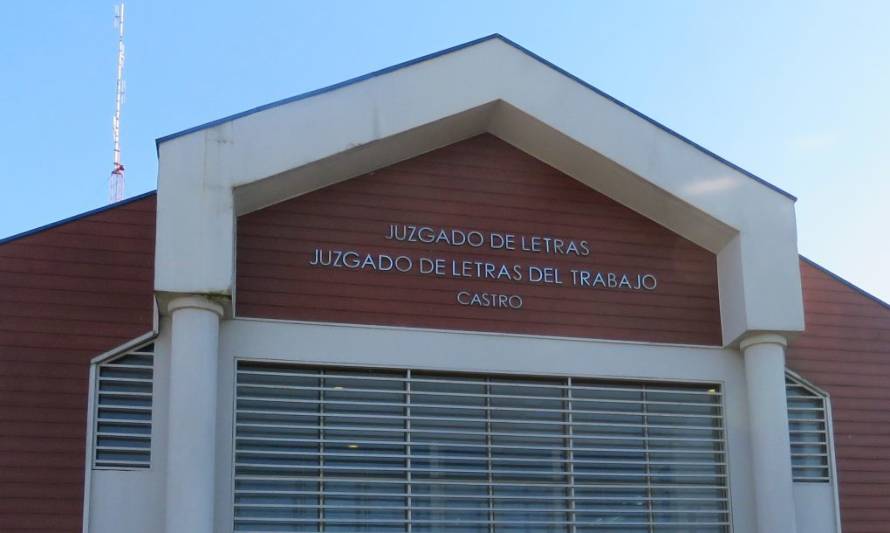 JUZGADO DE LETRAS
JUZGADO DE LETRAS DEL TRABAJO
CASTRO